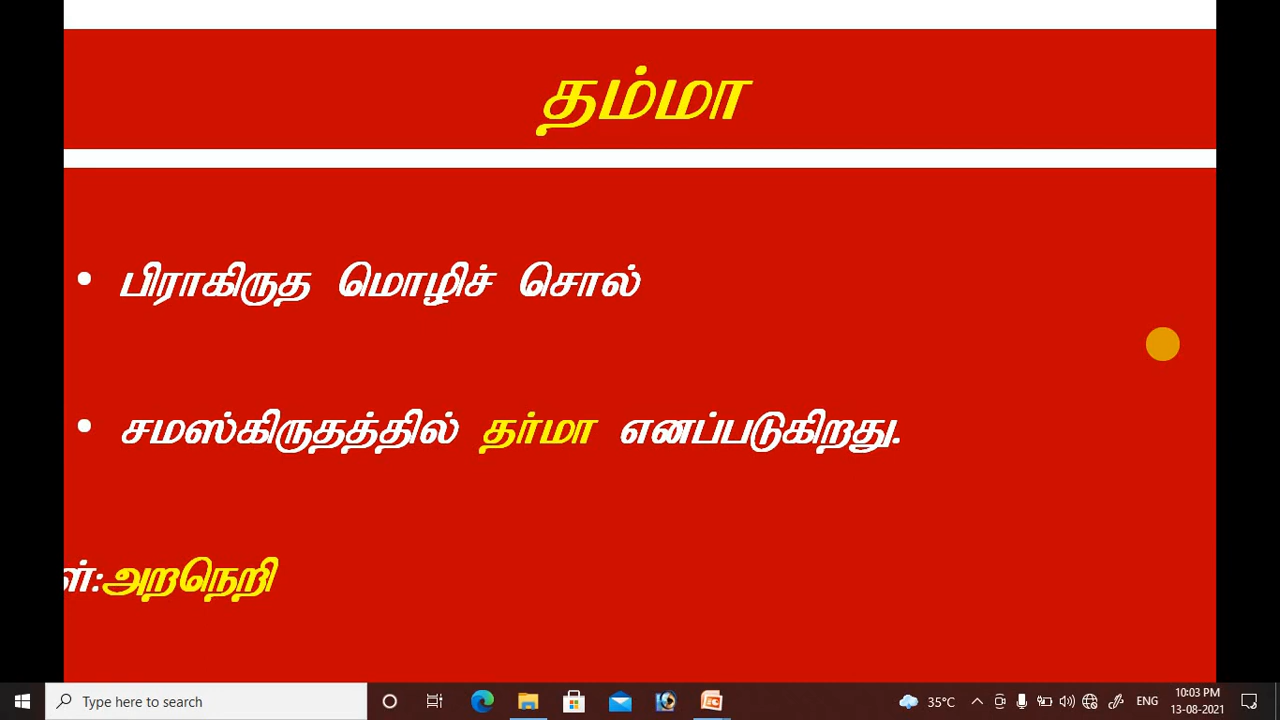 தம்மா
• பிராகிருத மொழிச் சொல்
• சமஸ்கிருதத்தில் தர்மா எனப்படுகிறது.
ள்:அறநெறி
Type here to search
35°C
ENG
10:03 PM
13-08-2021